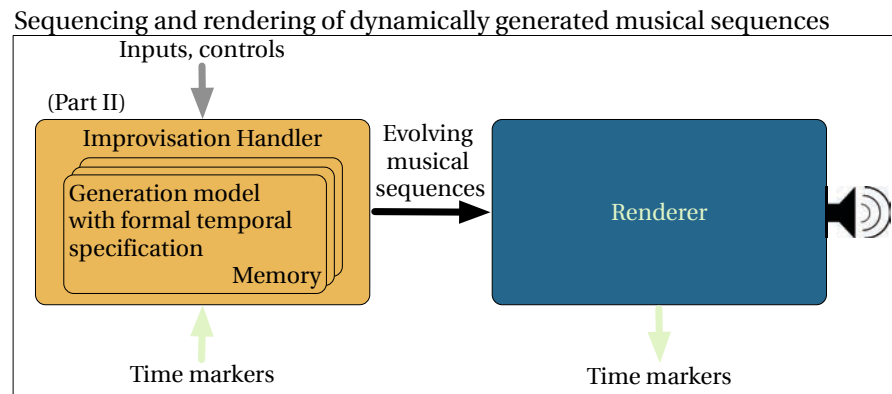 Sequencing and rendering of dynamically generated musical sequences
Inputs, controls
(Part II)
Improvisation Handler
Generation model
with formal temporal
specification
Memory
Evolving
musical
sequences
Renderer
Time markers
Time markers